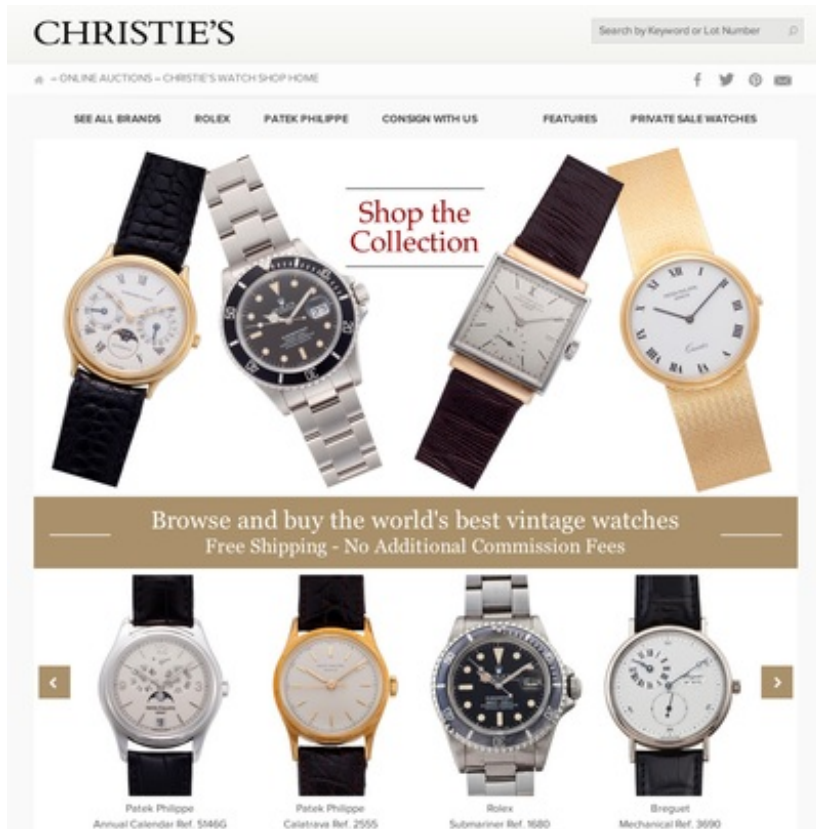 CHRISTIE'S
Search by Keyword or Lot Number
– ONLINE AUCTIONS – CHRISTIE'S WATCH SHOP HOME
SEE ALL BRANDS ROLEX PATEK PHILIPPE CONSIGN WITH US FEATURES PRIVATE SALE WATCHES
Shop the
Collection
Browse and buy the world's best vintage watches
Free Shipping - No Additional Commission Fees
Patek Philippe Patek Philippe Rolex Breguet
Annual Calendar Ref. 5146G Calatrava Ref. 2555 Submariner Ref. 1680 Mechanical Ref. 3690